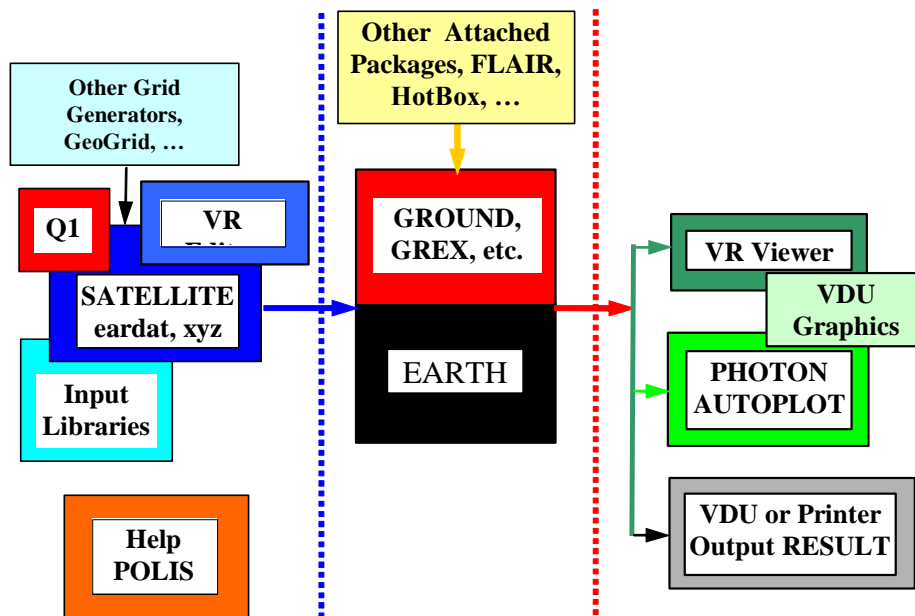 Other Grid
Generators,
GeoGrid, …
Q1
VR
SATELLITE
eardat, xyz
Input
Libraries
Help
POLIS
Other Attached
Packages, FLAIR,
HotBox, …
GROUND,
GREX, etc.
EARTH
VR Viewer
VDU
Graphics
PHOTON
AUTOPLOT
VDU or Printer
Output RESULT